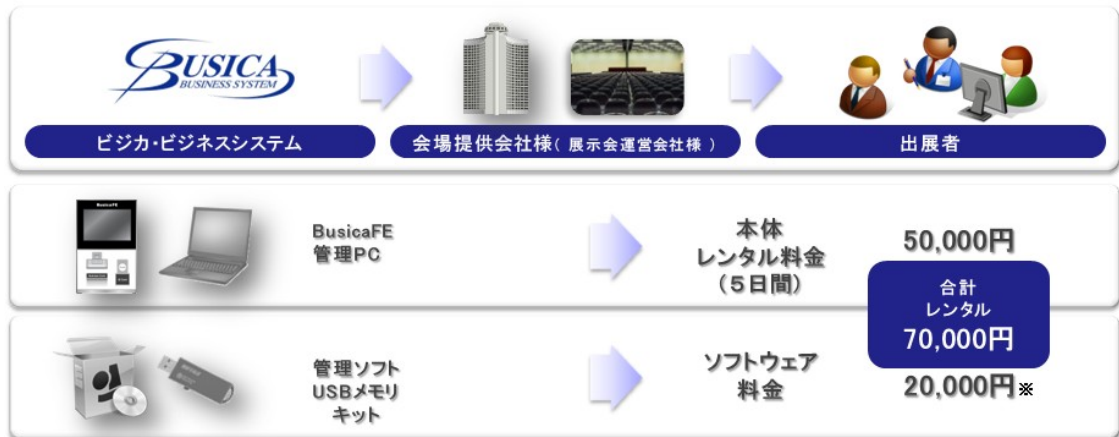 BUSICA
BUSINESS SYSTEM
ビジカ・ビジネスシステム
会場提供会社様（ 展示会運営会社様 ）
出展者
BusicaFE
BusicaFE
管理PC
本体
レンタル料金
（５日間）
50,000円
合計
レンタル
70,000円
管理ソフト
USBメモリ
キット
ソフトウェア
料金
20,000円※